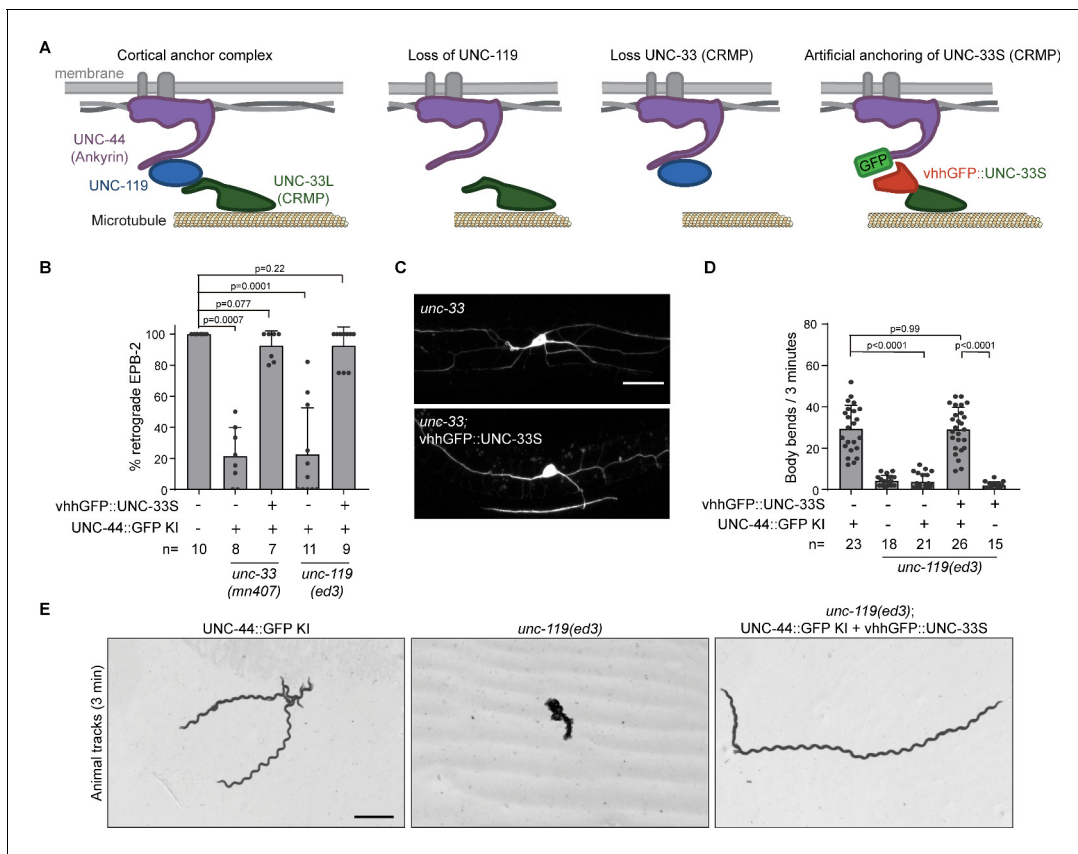 A
Cortical anchor complex
Loss of UNC-119
Loss UNC-33 (CRMP)
Artificial anchoring of UNC-33S (CRMP)
membrane
UNC-44
(Ankyrin)
UNC-119
UNC-33L
(CRMP)
Microtubule
GFP
vhhGFP::UNC-33S
B
p=0.22
p=0.0001
p=0.077
p=0.0007
% retrograde EPB-2
100
80
60
40
20
0
vhhGFP::UNC-33S - - + - +
UNC-44::GFP KI - + + + +
n= 10 8 7 11 9
unc-33 unc-119
(mn407) (ed3)
C
unc-33
unc-33;
vhhGFP::UNC-33S
D
p=0.99
p<0.0001 p<0.0001
Body bends / 3 minutes
80
60
40
20
0
vhhGFP::UNC-33S - - - + +
UNC-44::GFP KI + - + + -
n= 23 18 21 26 15
unc-119(ed3)
E
UNC-44::GFP KI
unc-119(ed3)
unc-119(ed3);
UNC-44::GFP KI + vhhGFP::UNC-33S
Animal tracks (3 min)